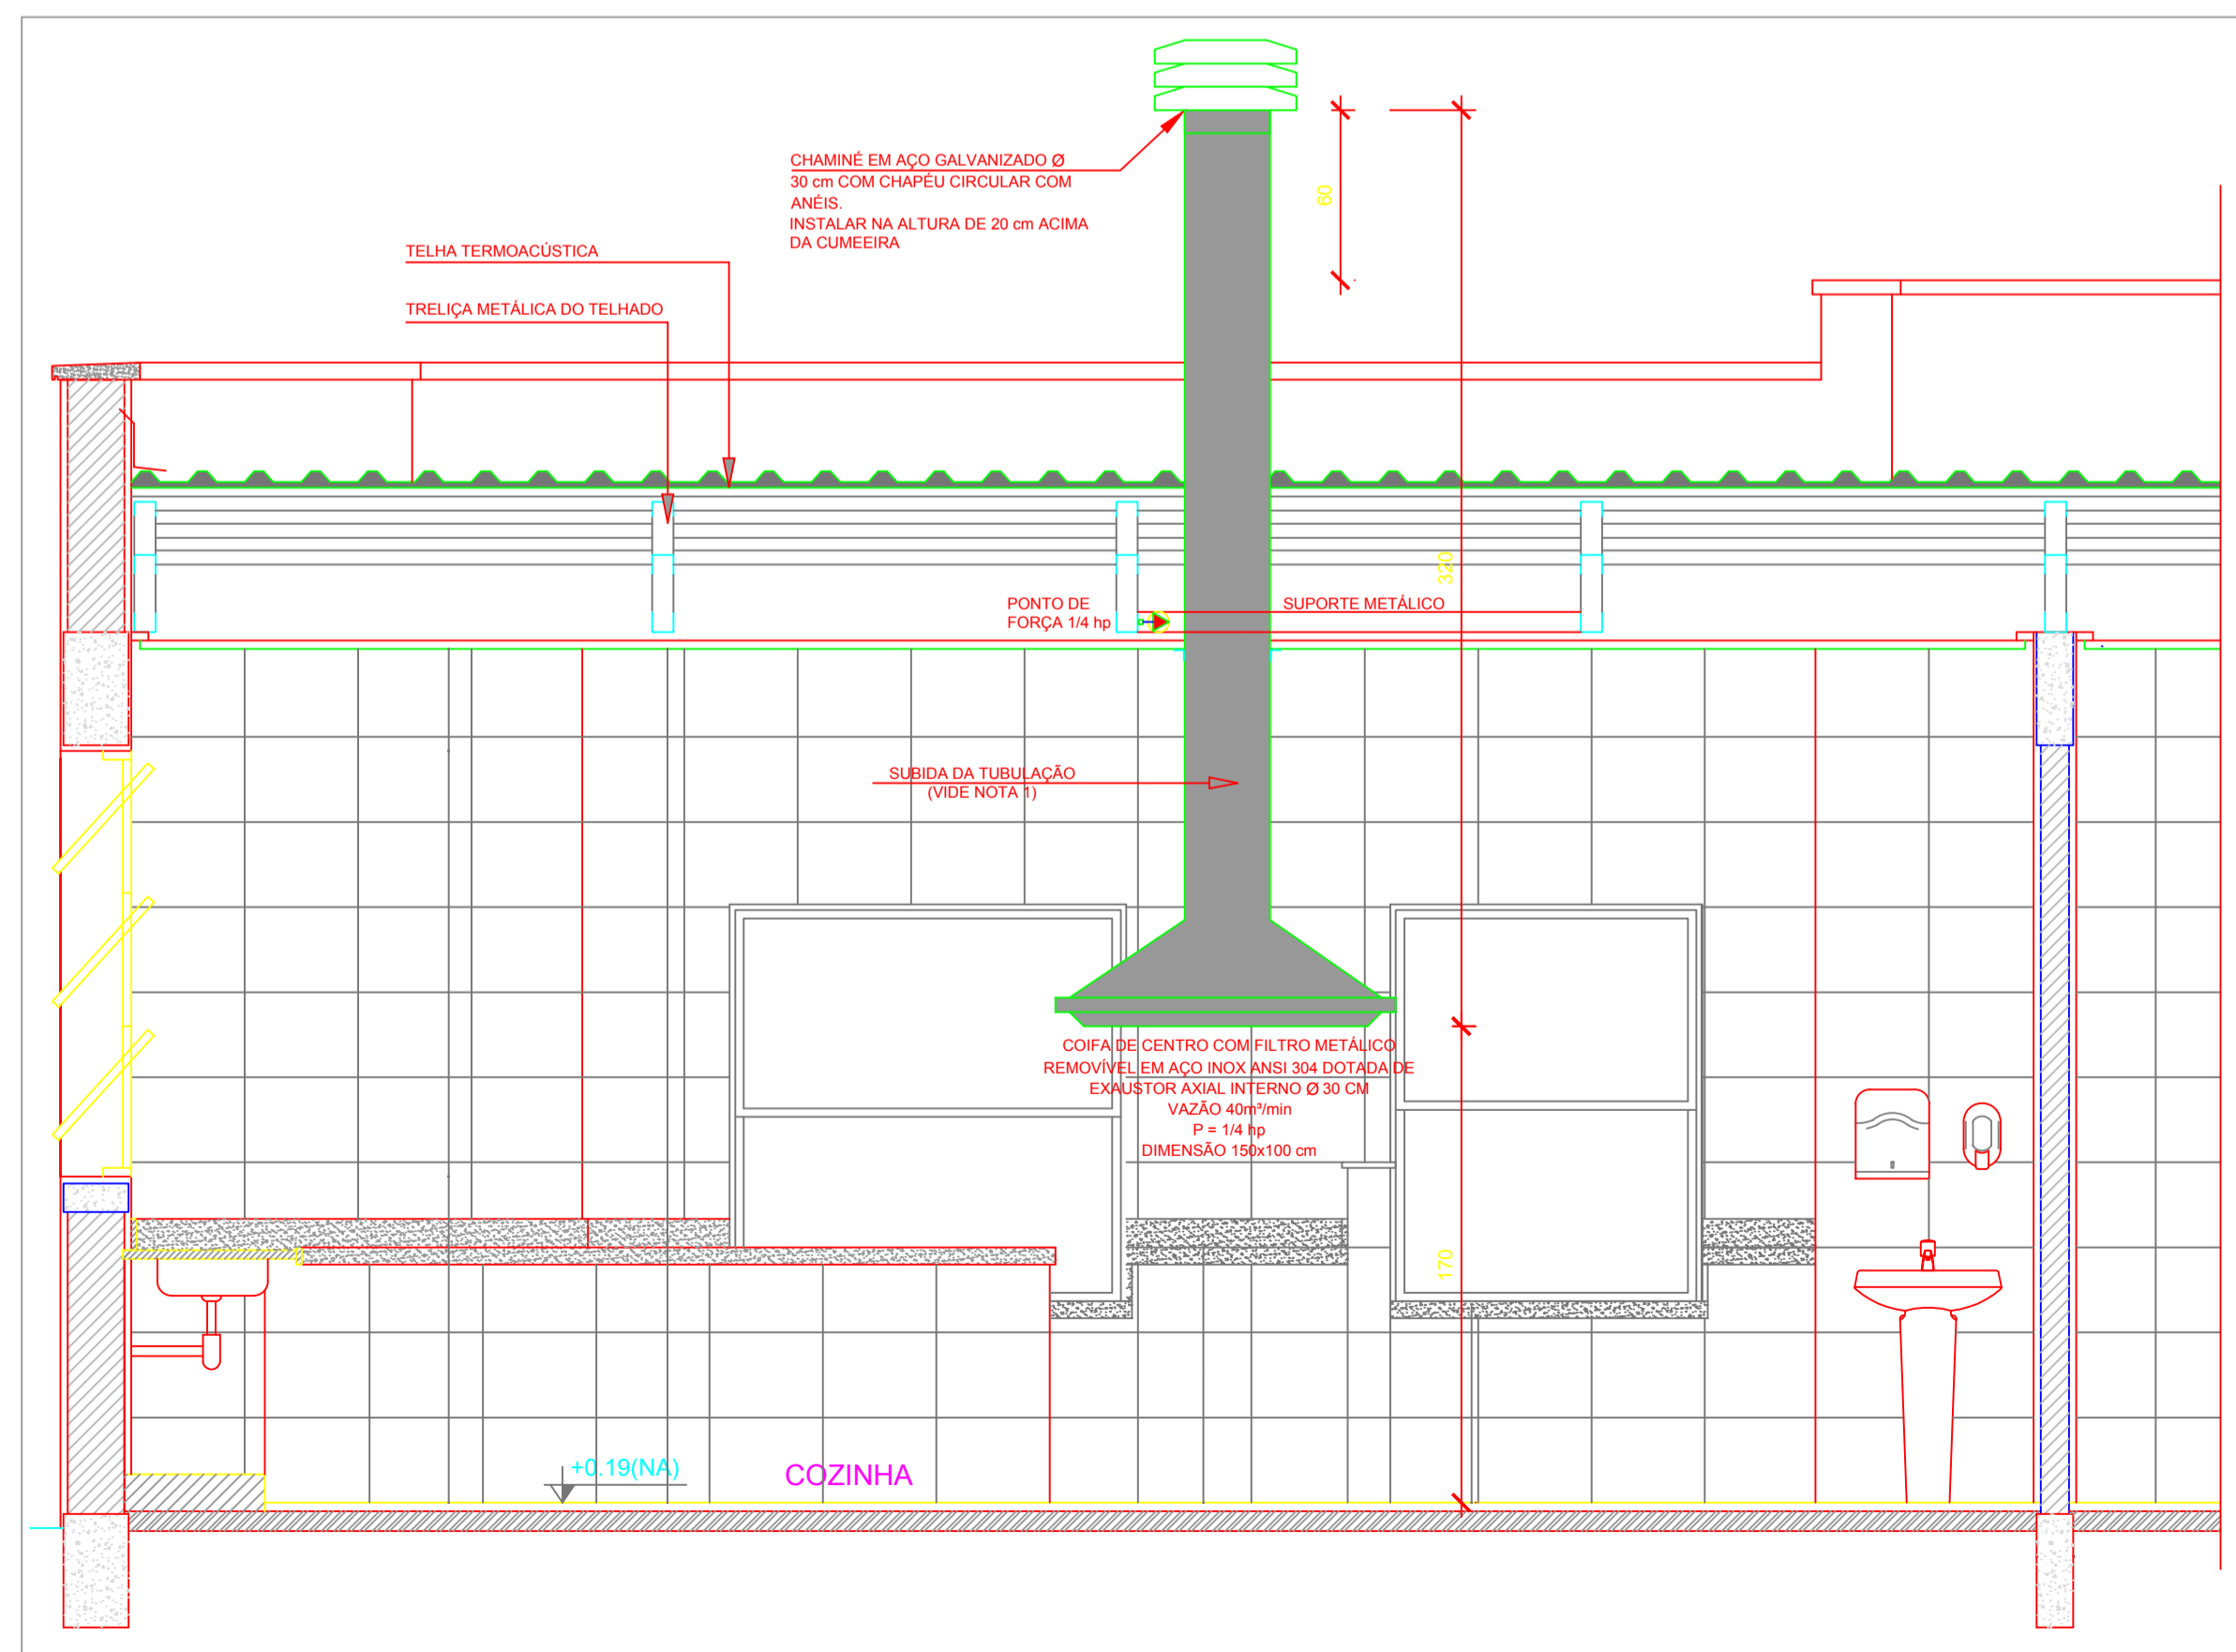 CHAMINÉ EM AÇO GALVANIZADO Ø
30 cm COM CHAPÉU CIRCULAR COM
ANÉIS.
INSTALAR NA ALTURA DE 20 cm ACIMA
DA CUMEEIRA
60
TELHA TERMOACÚSTICA
TRELIÇA METÁLICA DO TELHADO
320
PONTO DE
FORÇA 1/4 hp
SUPORTE METÁLICO
SUBIDA DA TUBULAÇÃO
(VIDE NOTA 1)
COIFA DE CENTRO COM FILTRO METÁLICO
REMOVÍVEL EM AÇO INOX ANSI 304 DOTADA DE
EXAUSTOR AXIAL INTERNO Ø 30 CM
VAZÃO 40m³/min
P = 1/4 hp
DIMENSÃO 150x100 cm
170
+0.19(NA)
COZINHA